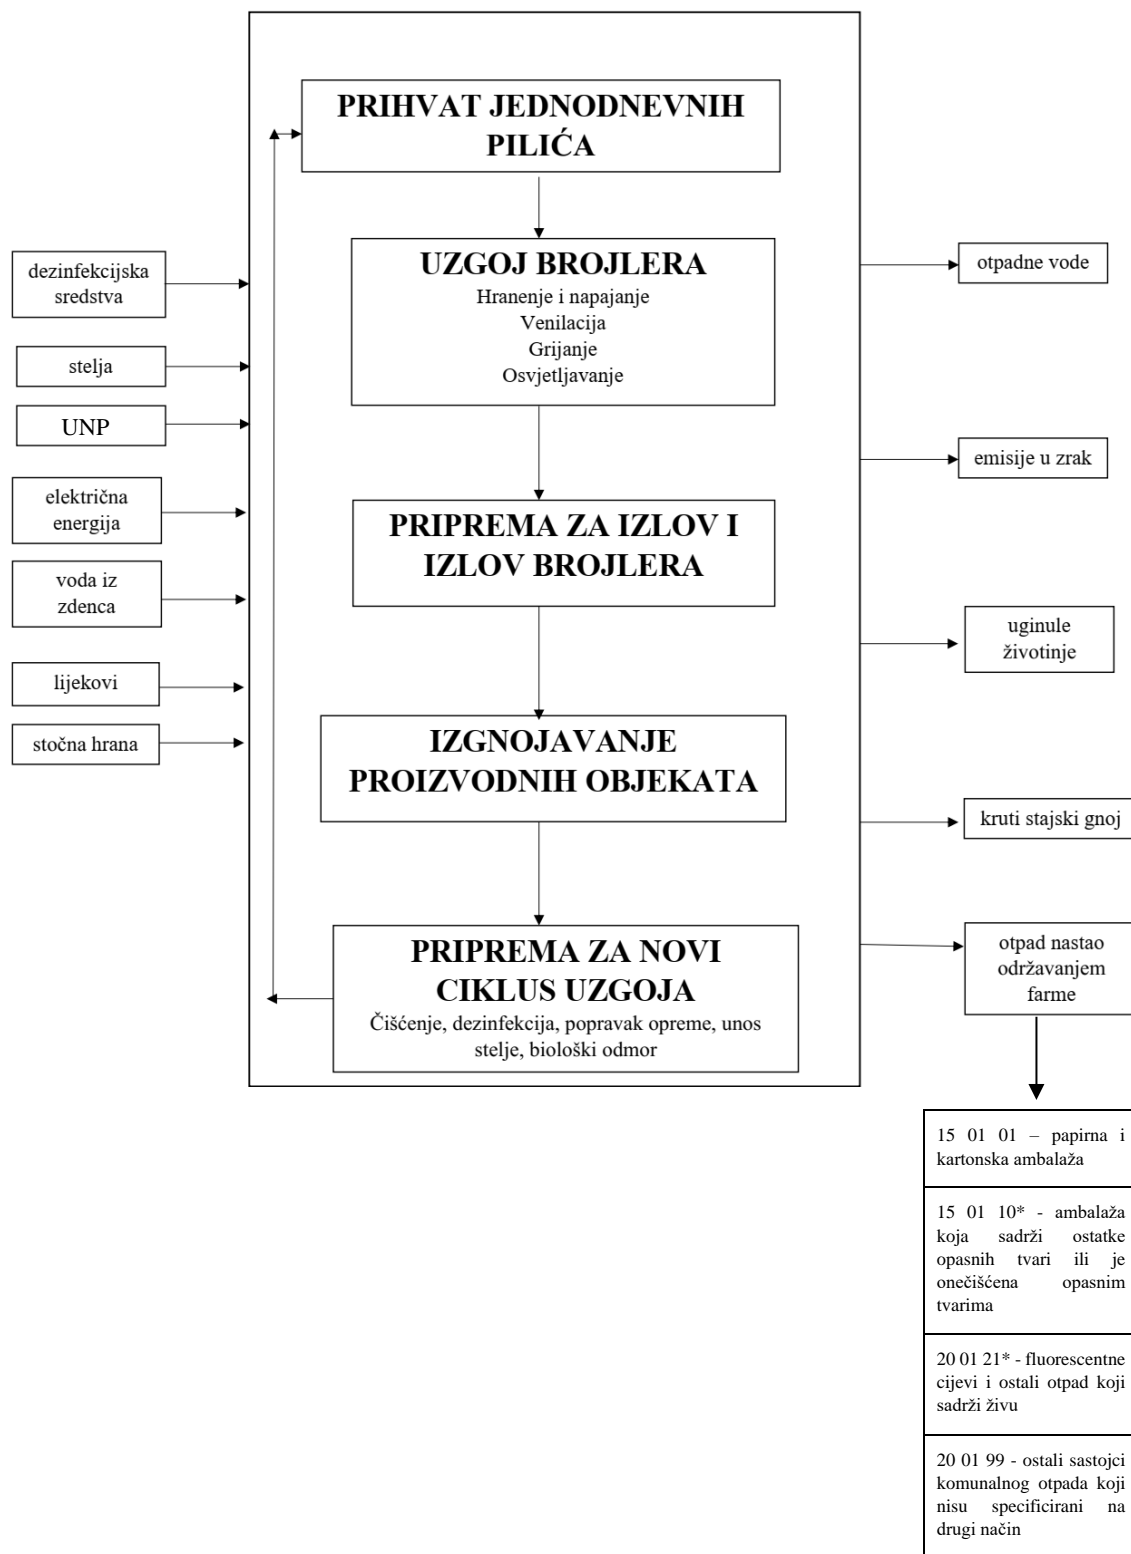 PRIHVAT JEDNODNEVNIH
PILIĆA
UZGOJ BROJLERA
Hranenje i napajanje
Venilacija
Grijanje
Osvjetljavanje
PRIPREMA ZA IZLOV I
IZLOV BROJLERA
IZGNOJAVANJE
PROIZVODNIH OBJEKATA
PRIPREMA ZA NOVI
CIKLUS UZGOJA
Čišćenje, dezinfekcija, popravak opreme, unos
stelje, biološki odmor
dezinfekcijska
sredstva
stelja
UNP
električna
energija
voda iz
zdenca
lijekovi
stočna hrana
otpadne vode
emisije u zrak
uginule
životinje
kruti stajski gnoj
otpad nastao
održavanjem
farme
15 01 01 – papirna i
kartonska ambalaža
15 01 10* - ambalaža
koja sadrži ostatke
opasnih tvari ili je
onečišćena opasnim
tvarima
20 01 21* - fluorescentne
cijevi i ostali otpad koji
sadrži živu
20 01 99 - ostali sastojci
komunalnog otpada koji
nisu specificirani na
drugi način